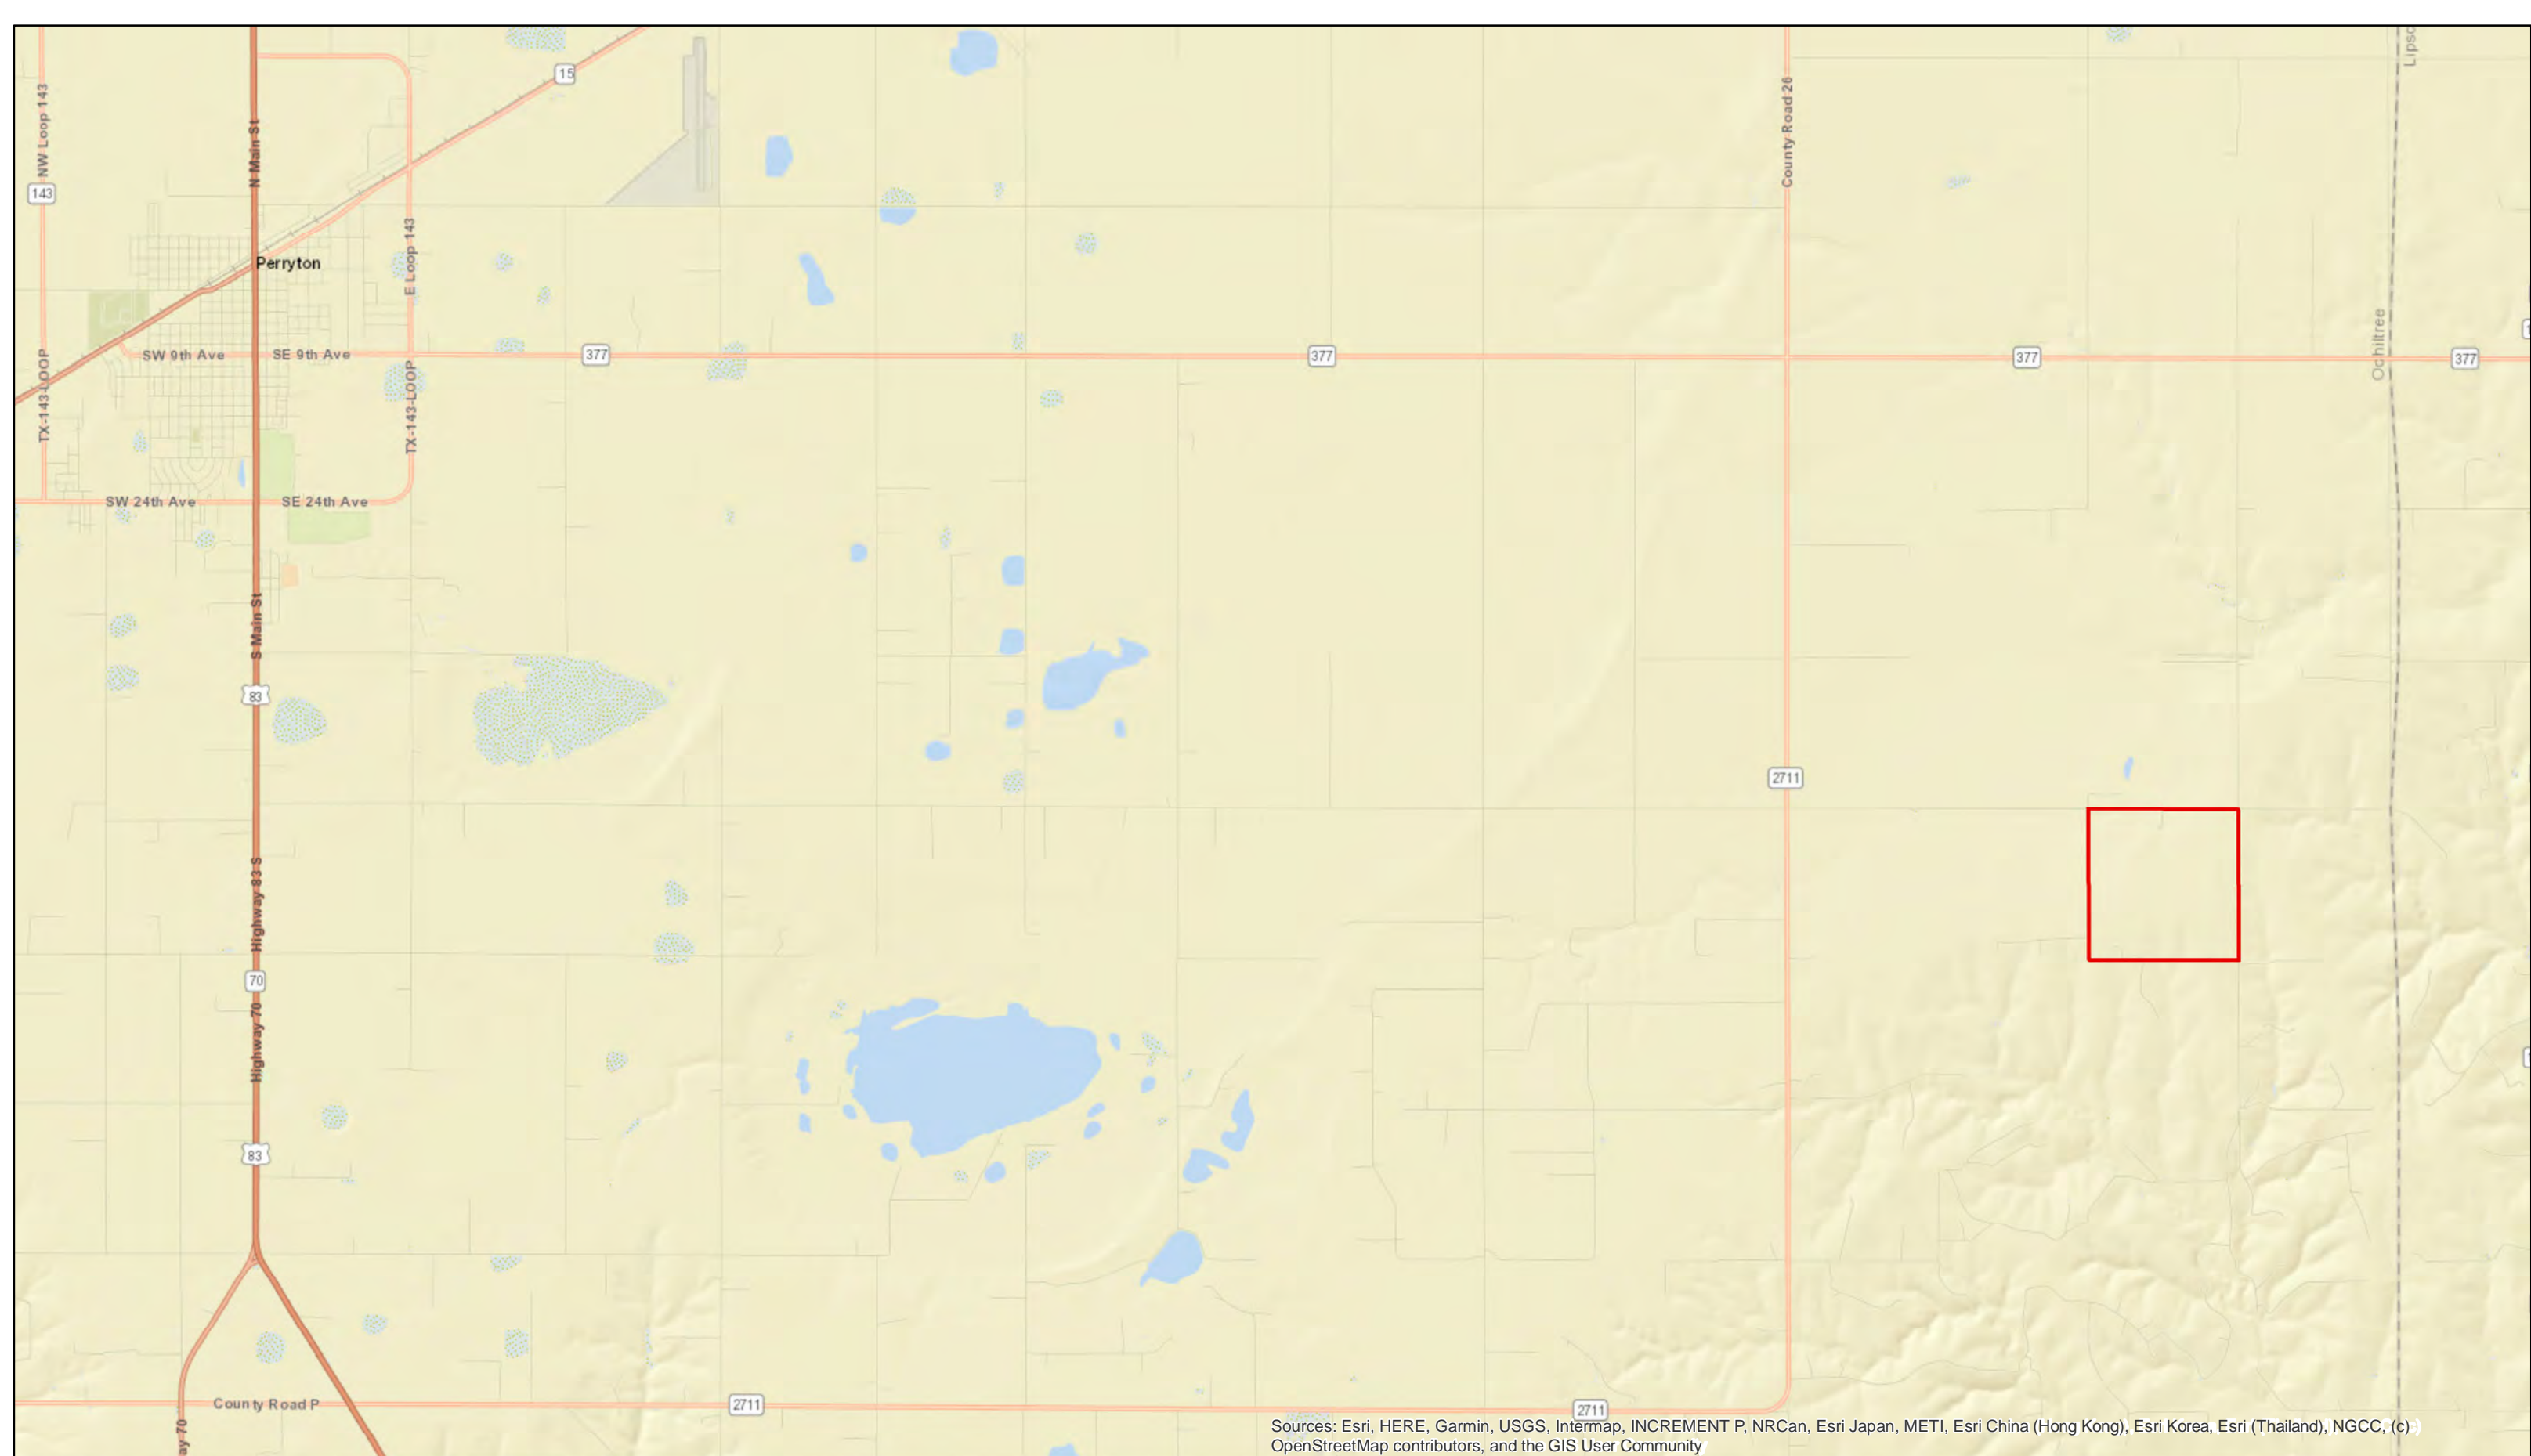 Lipsc
15
NW Loop 143
N Main St
County Road 26
143
E Loop 143
Perryton
Ochiltree
SW 9th Ave
SE 9th Ave
377
377
377
377
TX-143-LOOP
TX-143-LOOP
SW 24th Ave
SE 24th Ave
S Main St
83
2711
Highway 83 S
70
Highway 70
83
County Road P
2711
2711
ay 70
Sources: Esri, HERE, Garmin, USGS, Intermap, INCREMENT P, NRCan, Esri Japan, METI, Esri China (Hong Kong), Esri Korea, Esri (Thailand), NGCC, (c)
OpenStreetMap contributors, and the GIS User Community